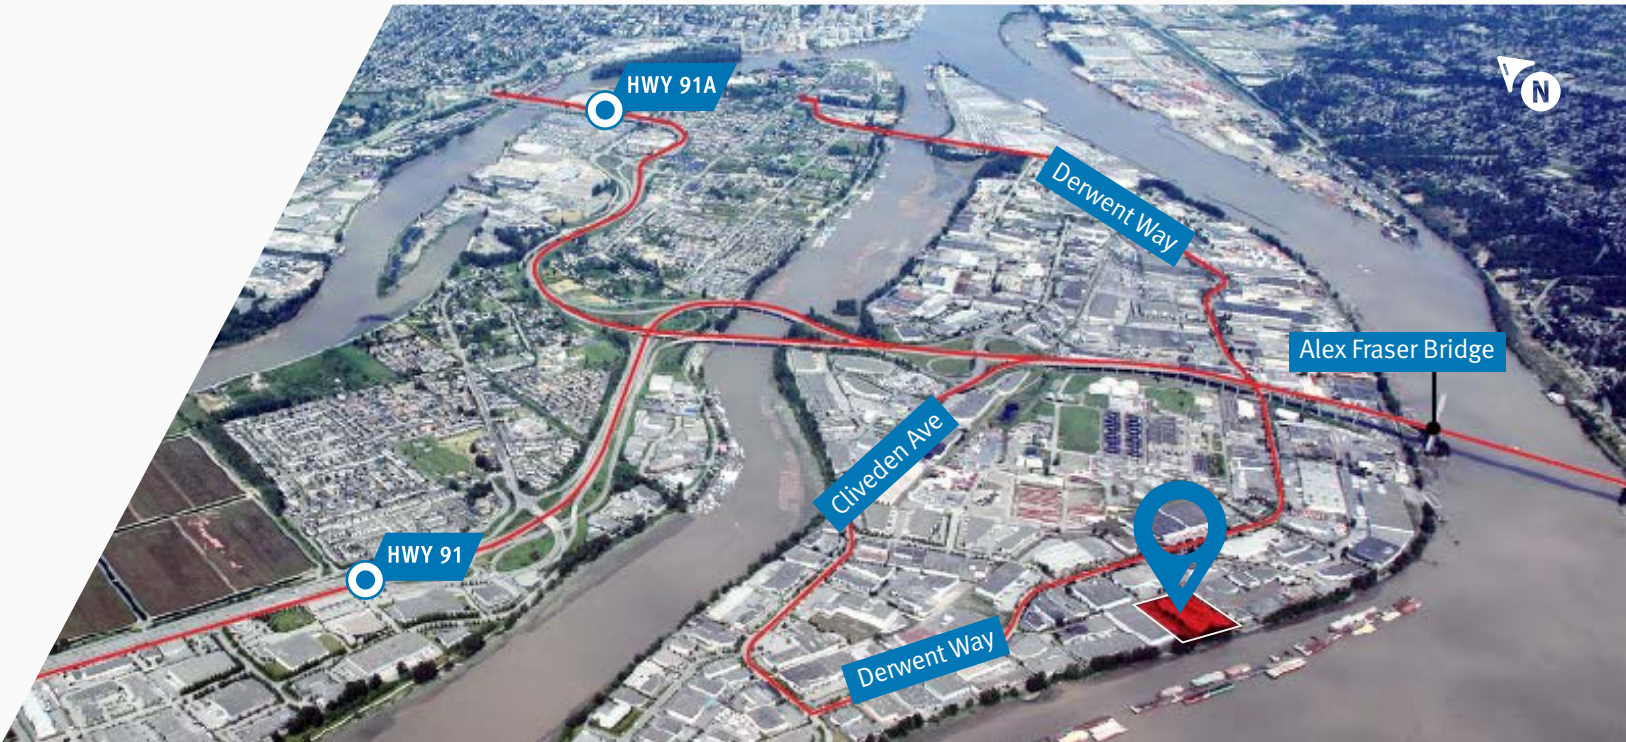 HWY 91A
N
Derwent Way
Alex Fraser Bridge
Cliveden Ave
HWY 91
Derwent Way